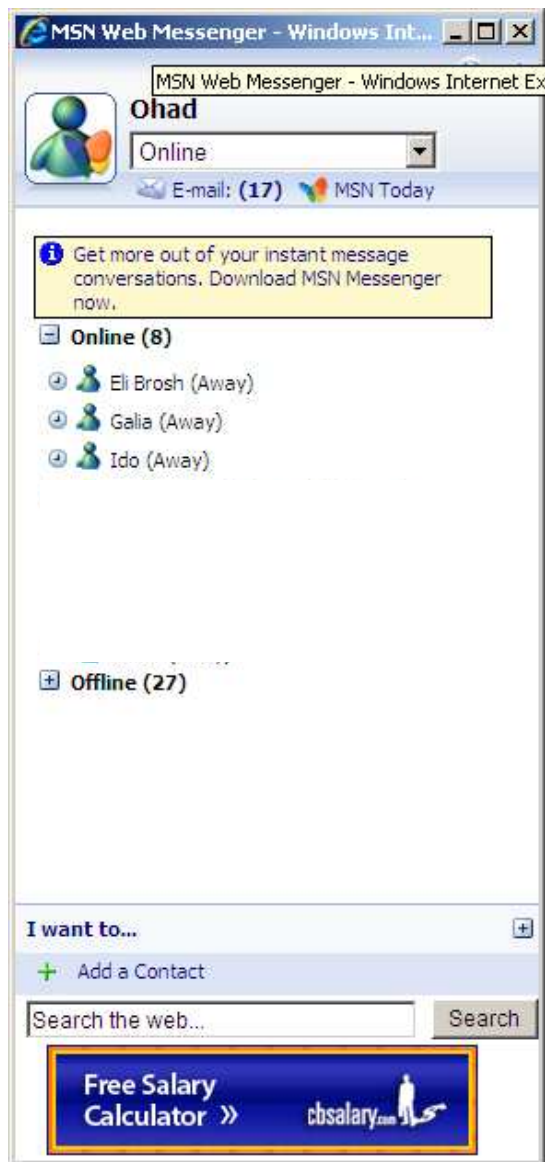 MSN Web Messenger - Windows Int...
MSN Web Messenger - Windows Internet Ex
Ohad
Online
E-mail: (17) MSN Today
Get more out of your instant message
conversations. Download MSN Messenger
now.
Online (8)
Eli Brosh (Away)
Galia (Away)
Ido (Away)
Offline (27)
I want to...
Add a Contact
Search the web...
Search
Free Salary
Calculator »
cbsalary.com